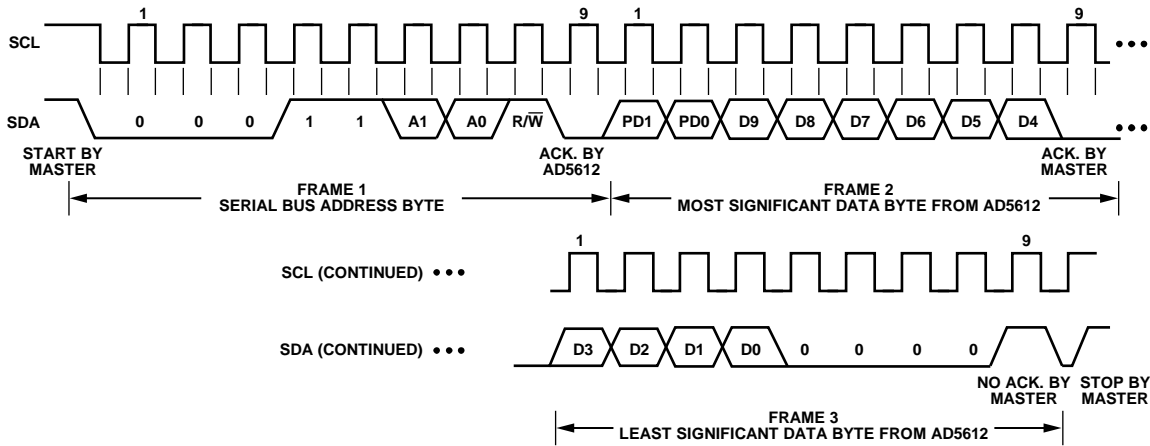 1 9 1 9
SCL
SDA 0 0 0 1 1 A1 A0 R/W̅ PD1 PD0 D9 D8 D7 D6 D5 D4
START BY
MASTER
ACK. BY
AD5612
ACK. BY
MASTER
FRAME 1
SERIAL BUS ADDRESS BYTE
FRAME 2
MOST SIGNIFICANT DATA BYTE FROM AD5612
1 9
SCL (CONTINUED)
SDA (CONTINUED) D3 D2 D1 D0 0 0 0 0
NO ACK. BY
MASTER
STOP BY
MASTER
FRAME 3
LEAST SIGNIFICANT DATA BYTE FROM AD5612